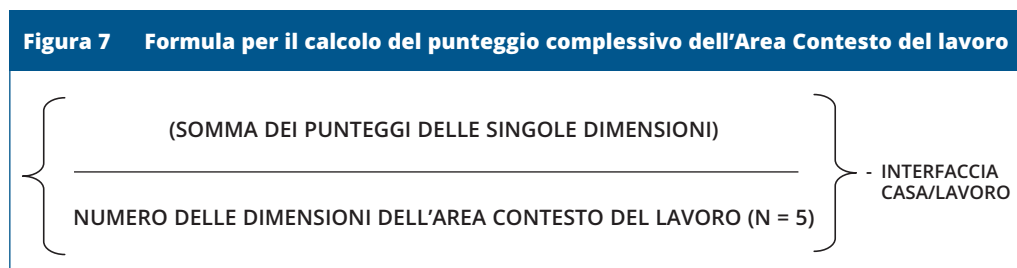 Figura 7 Formula per il calcolo del punteggio complessivo dell’Area Contesto del lavoro
(SOMMA DEI PUNTEGGI DELLE SINGOLE DIMENSIONI)
NUMERO DELLE DIMENSIONI DELL’AREA CONTESTO DEL LAVORO (N = 5)
- INTERFACCIA
CASA/LAVORO